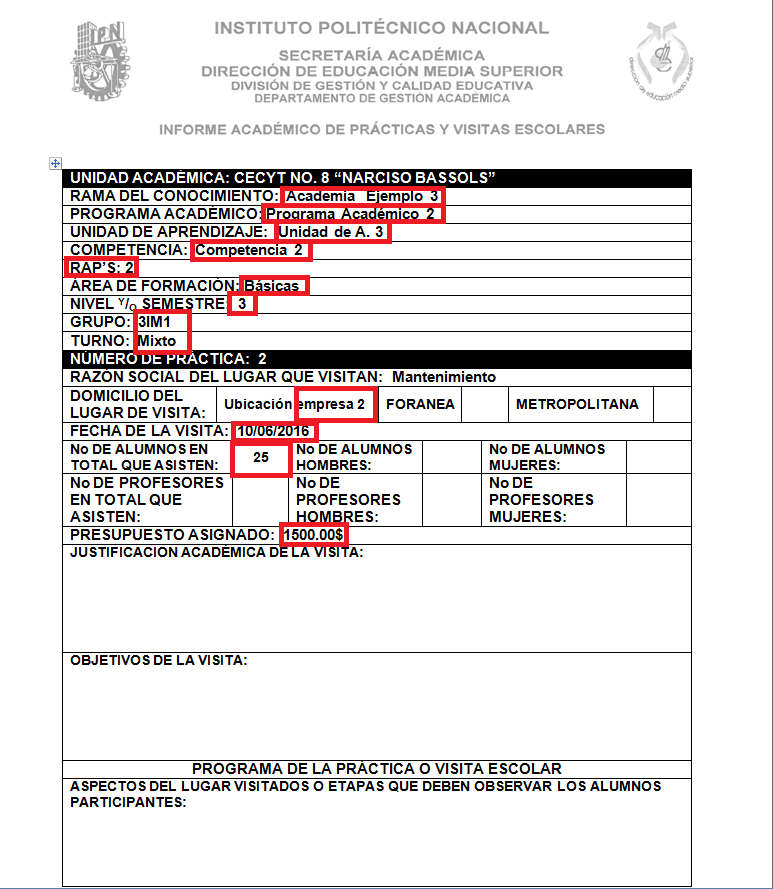 IPN
INSTITUTO POLITÉCNICO NACIONAL
SECRETARÍA ACADÉMICA
DIRECCIÓN DE EDUCACIÓN MEDIA SUPERIOR
DIVISIÓN DE GESTIÓN Y CALIDAD EDUCATIVA
DEPARTAMENTO DE GESTIÓN ACADÉMICA
dirección de educación media superior
INFORME ACADÉMICO DE PRÁCTICAS Y VISITAS ESCOLARES
UNIDAD ACADÉMICA: CECYT NO. 8 “NARCISO BASSOLS”
RAMA DEL CONOCIMIENTO: Academia Ejemplo 3
PROGRAMA ACADÉMICO: Programa Académico 2
UNIDAD DE APRENDIZAJE: Unidad de A. 3
COMPETENCIA: Competencia 2
RAP’S: 2
ÁREA DE FORMACIÓN: Básicas
NIVEL Y/O SEMESTRE: 3
GRUPO: 3IM1
TURNO: Mixto
NÚMERO DE PRÁCTICA: 2
RAZÓN SOCIAL DEL LUGAR QUE VISITAN: Mantenimiento
DOMICILIO DEL LUGAR DE VISITA: Ubicación empresa 2 FORANEA METROPOLITANA
FECHA DE LA VISITA: 10/06/2016
No DE ALUMNOS EN TOTAL QUE ASISTEN: 25 No DE ALUMNOS HOMBRES: No DE ALUMNOS MUJERES:
No DE PROFESORES EN TOTAL QUE ASISTEN: No DE PROFESORES HOMBRES: No DE PROFESORES MUJERES:
PRESUPUESTO ASIGNADO: 1500.00$
JUSTIFICACION ACADÉMICA DE LA VISITA:
OBJETIVOS DE LA VISITA:
PROGRAMA DE LA PRÁCTICA O VISITA ESCOLAR
ASPECTOS DEL LUGAR VISITADOS O ETAPAS QUE DEBEN OBSERVAR LOS ALUMNOS
PARTICIPANTES: